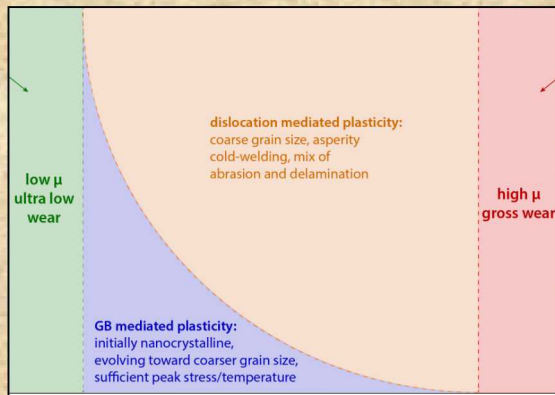 low μ
ultra low
wear
dislocation mediated plasticity:
coarse grain size, asperity
cold-welding, mix of
abrasion and delamination
high μ
gross wear
GB mediated plasticity:
initially nanocrystalline,
evolving toward coarser grain size,
sufficient peak stress/temperature